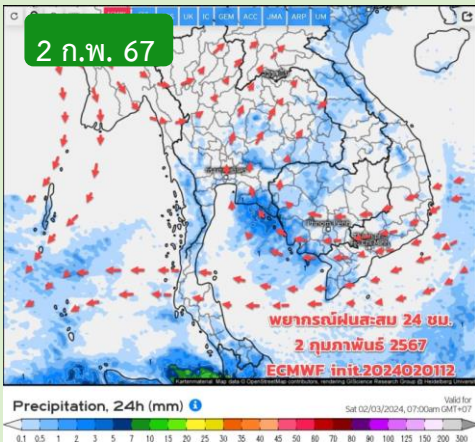 UK IC GEM ACC JMA ARP UM
2 ก.พ. 67
พยากรณ์ฝนสะสม 24 ชม.
2 กุมภาพันธ์ 2567
ECMWF init.2024020112
Kartenmaterial: Map data © OpenStreetMap contributors, rendering GIScience Research Group @ Heidelberg University
Precipitation, 24h (mm)
Valid for
Sat 02/03/2024, 07:00am GMT+07
0.1 0.5 1 2 3 5 7 10 15 20 25 30 35 40 45 50 60 70 80 90 100 125 150 200 300